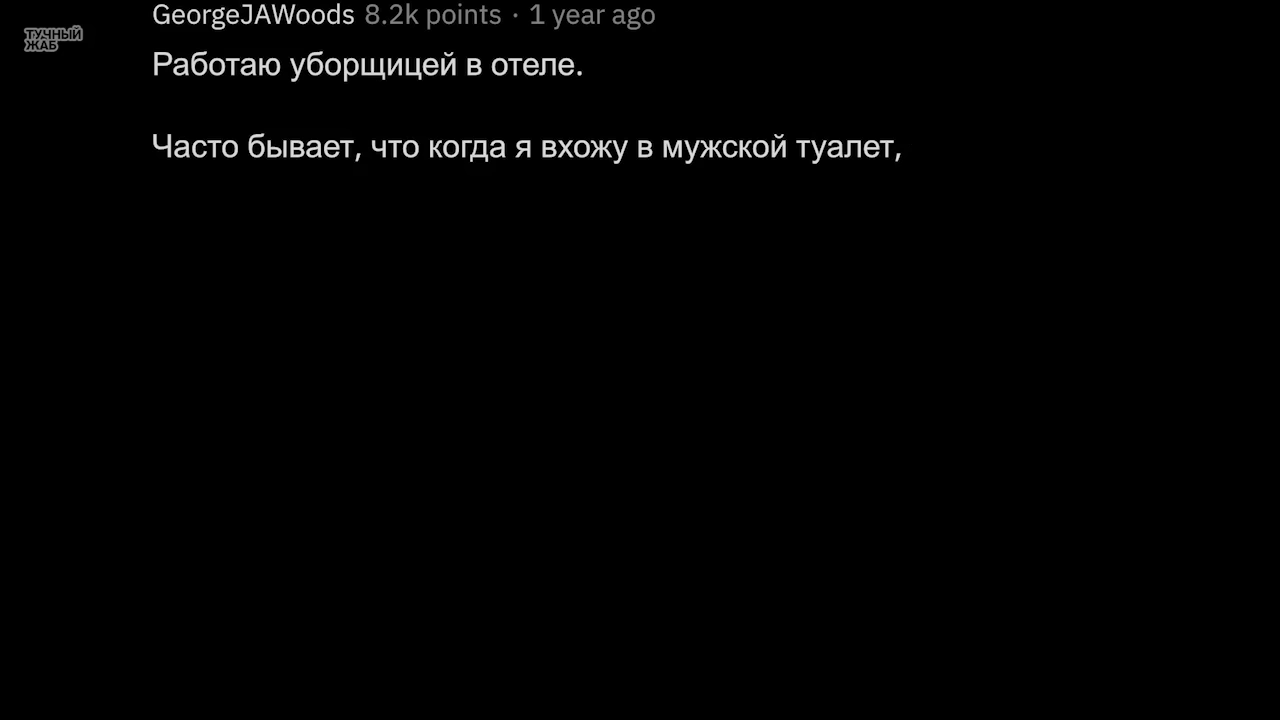 GeorgeJAWoods 8.2k points · 1 year ago
ТУЧНЫЙ
ЖАБ
Работаю уборщицей в отеле.
Часто бывает, что когда я вхожу в мужской туалет,